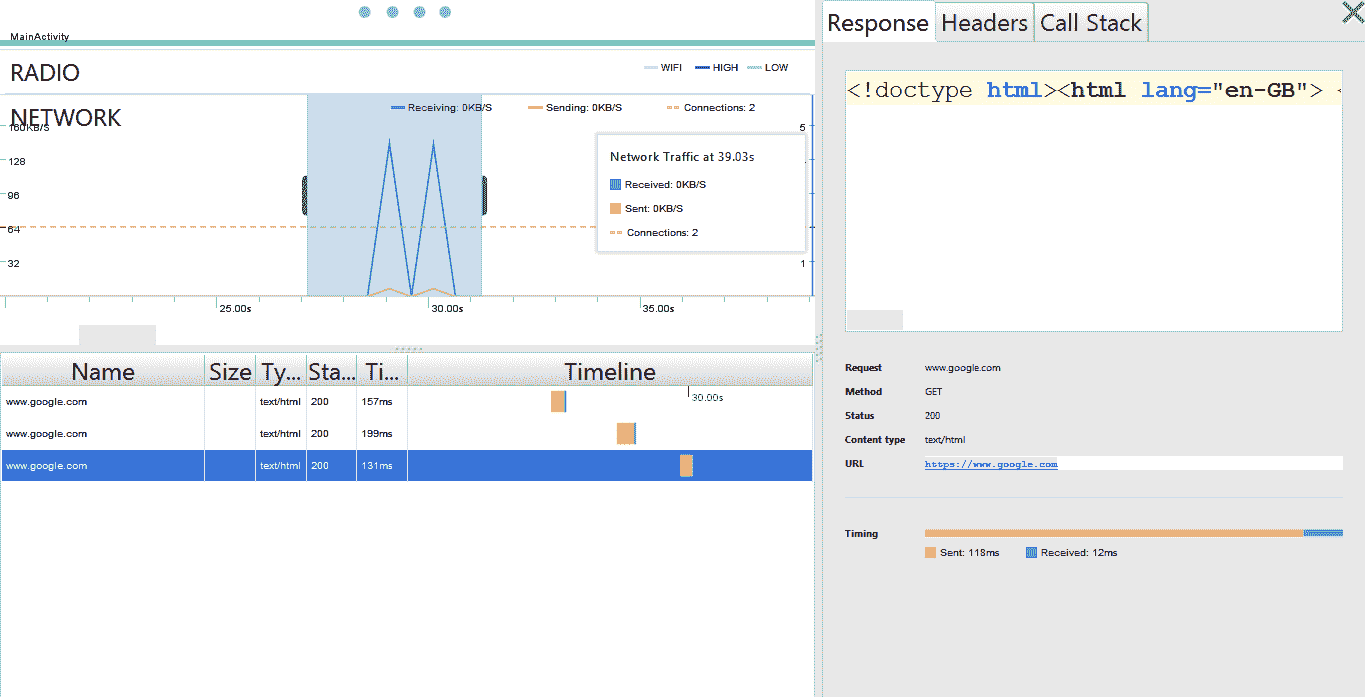 MainActivity
RADIO
WIFI HIGH LOW
NETWORK
Receiving: 0KB/S Sending: 0KB/S Connections: 2
160KB/S
5
128
96
64
32
1
Network Traffic at 39.03s
Received: 0KB/S
Sent: 0KB/S
Connections: 2
25.00s 30.00s 35.00s
Name Size Ty... Sta... Ti... Timeline
www.google.com text/html 200 157ms 30.00s
www.google.com text/html 200 199ms
www.google.com text/html 200 131ms
Response Headers Call Stack
<!doctype html><html lang="en-GB"> <
Request www.google.com
Method GET
Status 200
Content type text/html
URL https://www.google.com
Timing
Sent: 118ms Received: 12ms